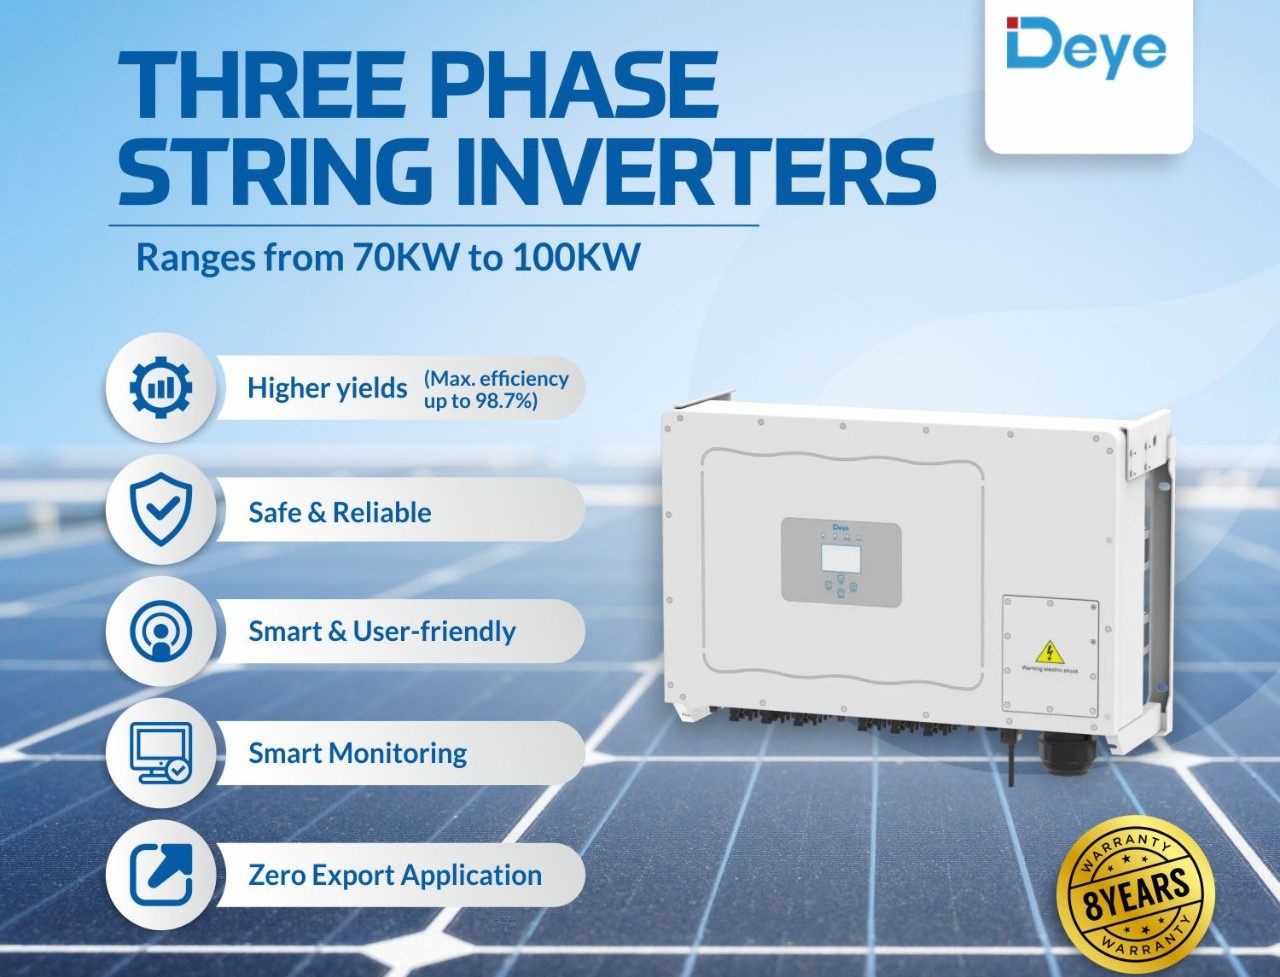 Deye
THREE PHASE
STRING INVERTERS
Ranges from 70KW to 100KW
Higher yields (Max. efficiency
up to 98.7%)
Safe & Reliable
Smart & User-friendly
Smart Monitoring
Zero Export Application
Deye
Warning electric shock
WARRANTY
8YEARS
WARRANTY